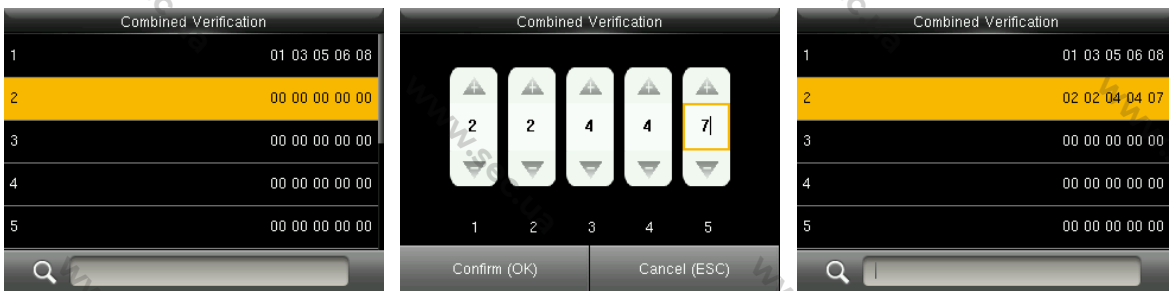 Combined Verification
1 01 03 05 06 08
2 00 00 00 00 00
3 00 00 00 00 00
4 00 00 00 00 00
5 00 00 00 00 00
Combined Verification
2 2 4 4 7
1 2 3 4 5
Confirm (OK) Cancel (ESC)
Combined Verification
1 01 03 05 06 08
2 02 02 04 04 07
3 00 00 00 00 00
4 00 00 00 00 00
5 00 00 00 00 00
www.sec.ua